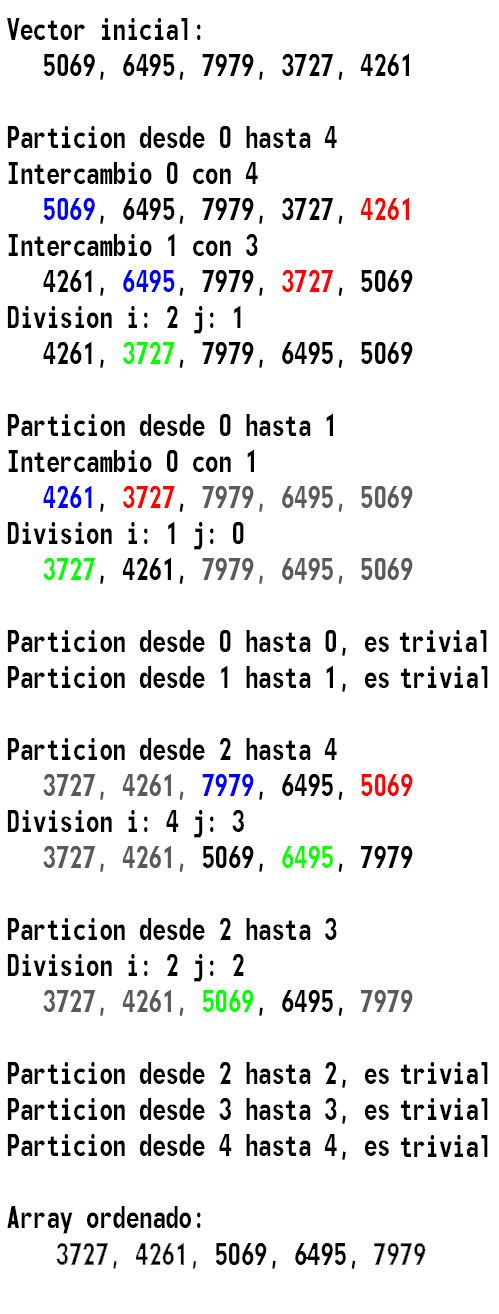 Vector inicial:
5069, 6495, 7979, 3727, 4261
Particion desde 0 hasta 4
Intercambio 0 con 4
5069, 6495, 7979, 3727, 4261
Intercambio 1 con 3
4261, 6495, 7979, 3727, 5069
Division i: 2 j: 1
4261, 3727, 7979, 6495, 5069
Particion desde 0 hasta 1
Intercambio 0 con 1
4261, 3727, 7979, 6495, 5069
Division i: 1 j: 0
3727, 4261, 7979, 6495, 5069
Particion desde 0 hasta 0, es trivial
Particion desde 1 hasta 1, es trivial
Particion desde 2 hasta 4
3727, 4261, 7979, 6495, 5069
Division i: 4 j: 3
3727, 4261, 5069, 6495, 7979
Particion desde 2 hasta 3
Division i: 2 j: 2
3727, 4261, 5069, 6495, 7979
Particion desde 2 hasta 2, es trivial
Particion desde 3 hasta 3, es trivial
Particion desde 4 hasta 4, es trivial
Array ordenado:
3727, 4261, 5069, 6495, 7979